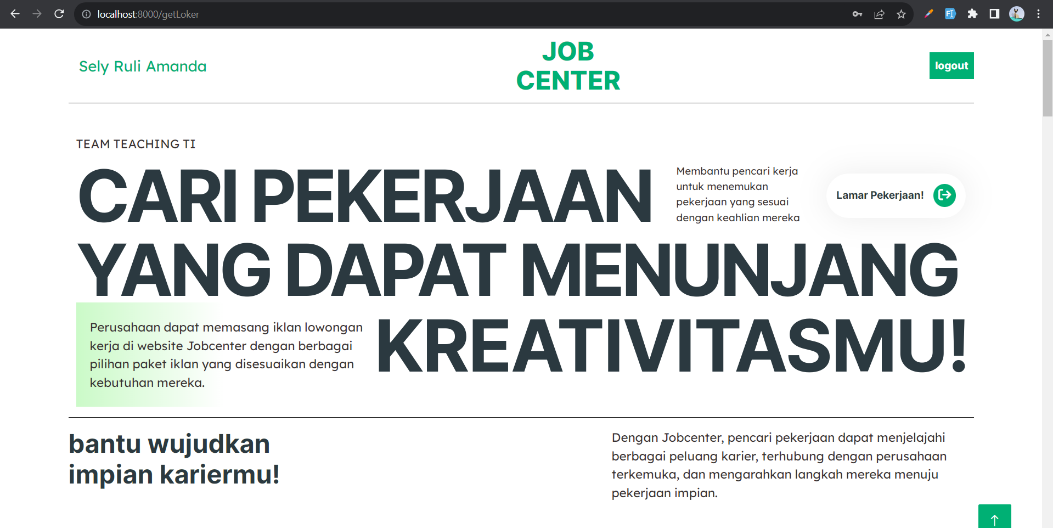 localhost:8000/getLoker
Sely Ruli Amanda
JOB
CENTER
logout
TEAM TEACHING TI
CARI PEKERJAAN
Membantu pencari kerja
untuk menemukan
pekerjaan yang sesuai
dengan keahlian mereka
Lamar Pekerjaan!
YANG DAPAT MENUNJANG
Perusahaan dapat memasang iklan lowongan
kerja di website Jobcenter dengan berbagai
pilihan paket iklan yang disesuaikan dengan
kebutuhan mereka.
KREATIVITASMU!
bantu wujudkan
impian kariermu!
Dengan Jobcenter, pencari pekerjaan dapat menjelajahi
berbagai peluang karier, terhubung dengan perusahaan
terkemuka, dan mengarahkan langkah mereka menuju
pekerjaan impian.